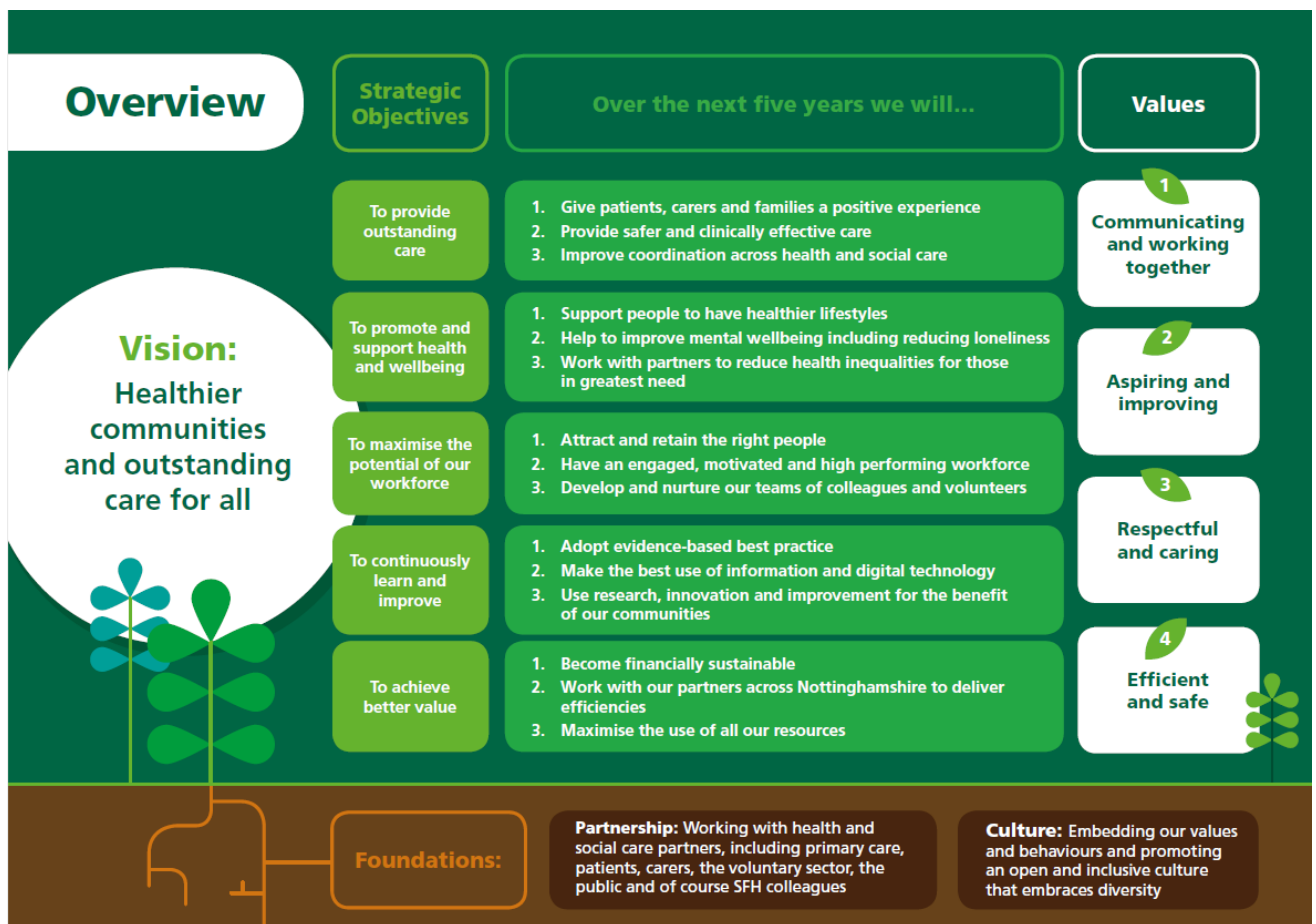 Overview
Strategic
Objectives
Over the next five years we will...
Values
Vision:
Healthier
communities
and outstanding
care for all
To provide
outstanding
care
1. Give patients, carers and families a positive experience
2. Provide safer and clinically effective care
3. Improve coordination across health and social care
To promote and
support health
and wellbeing
1. Support people to have healthier lifestyles
2. Help to improve mental wellbeing including reducing loneliness
3. Work with partners to reduce health inequalities for those
in greatest need
To maximise the
potential of our
workforce
1. Attract and retain the right people
2. Have an engaged, motivated and high performing workforce
3. Develop and nurture our teams of colleagues and volunteers
To continuously
learn and
improve
1. Adopt evidence-based best practice
2. Make the best use of information and digital technology
3. Use research, innovation and improvement for the benefit
of our communities
To achieve
better value
1. Become financially sustainable
2. Work with our partners across Nottinghamshire to deliver
efficiencies
3. Maximise the use of all our resources
1
Communicating
and working
together
2
Aspiring and
improving
3
Respectful
and caring
4
Efficient
and safe
Foundations:
Partnership: Working with health and
social care partners, including primary care,
patients, carers, the voluntary sector, the
public and of course SFH colleagues
Culture: Embedding our values
and behaviours and promoting
an open and inclusive culture
that embraces diversity